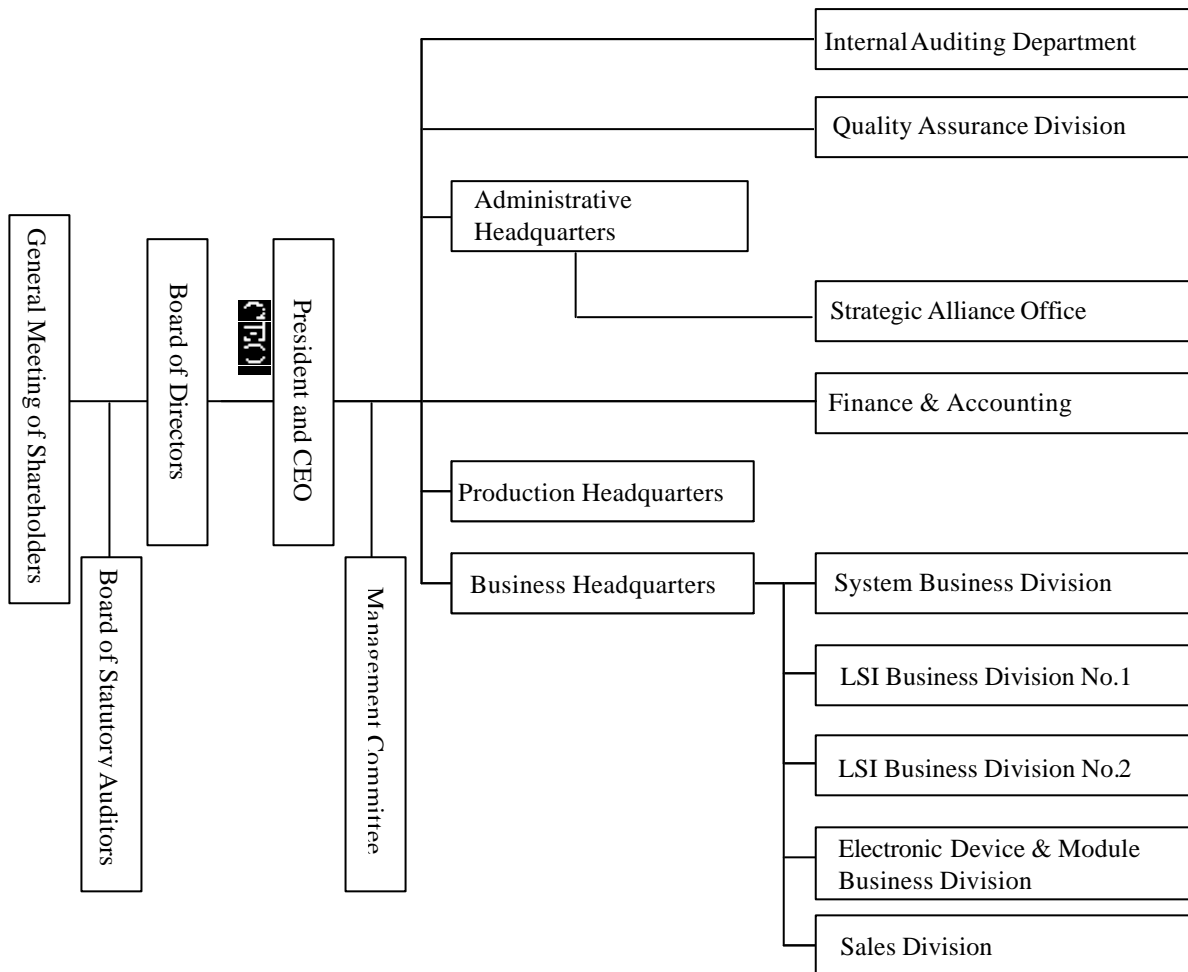 Internal Auditing Department
Quality Assurance Division
Administrative
Headquarters
Strategic Alliance Office
General Meeting of Shareholders
Board of Directors
President and CEO
Finance & Accounting
Production Headquarters
Board of Statutory Auditors
Management Committee
Business Headquarters
System Business Division
LSI Business Division No.1
LSI Business Division No.2
Electronic Device & Module
Business Division
Sales Division